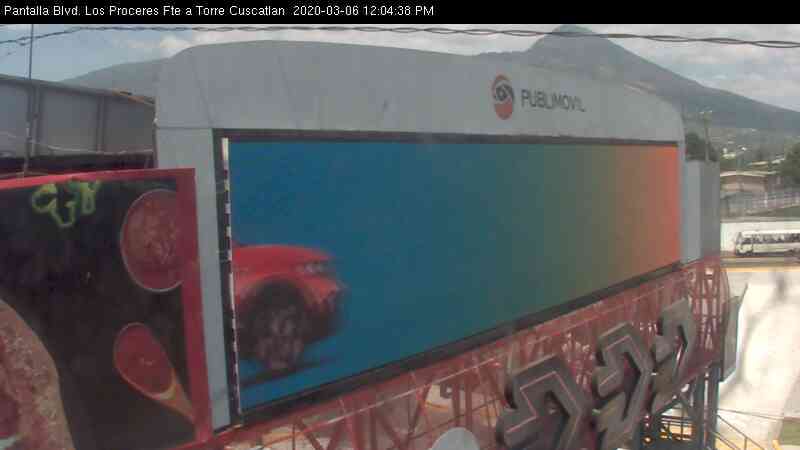 Pantalla Blvd. Los Proceres Fte a Torre Cuscatlan  2020-03-06 12:04:38 PM
PUBLIMOVIL